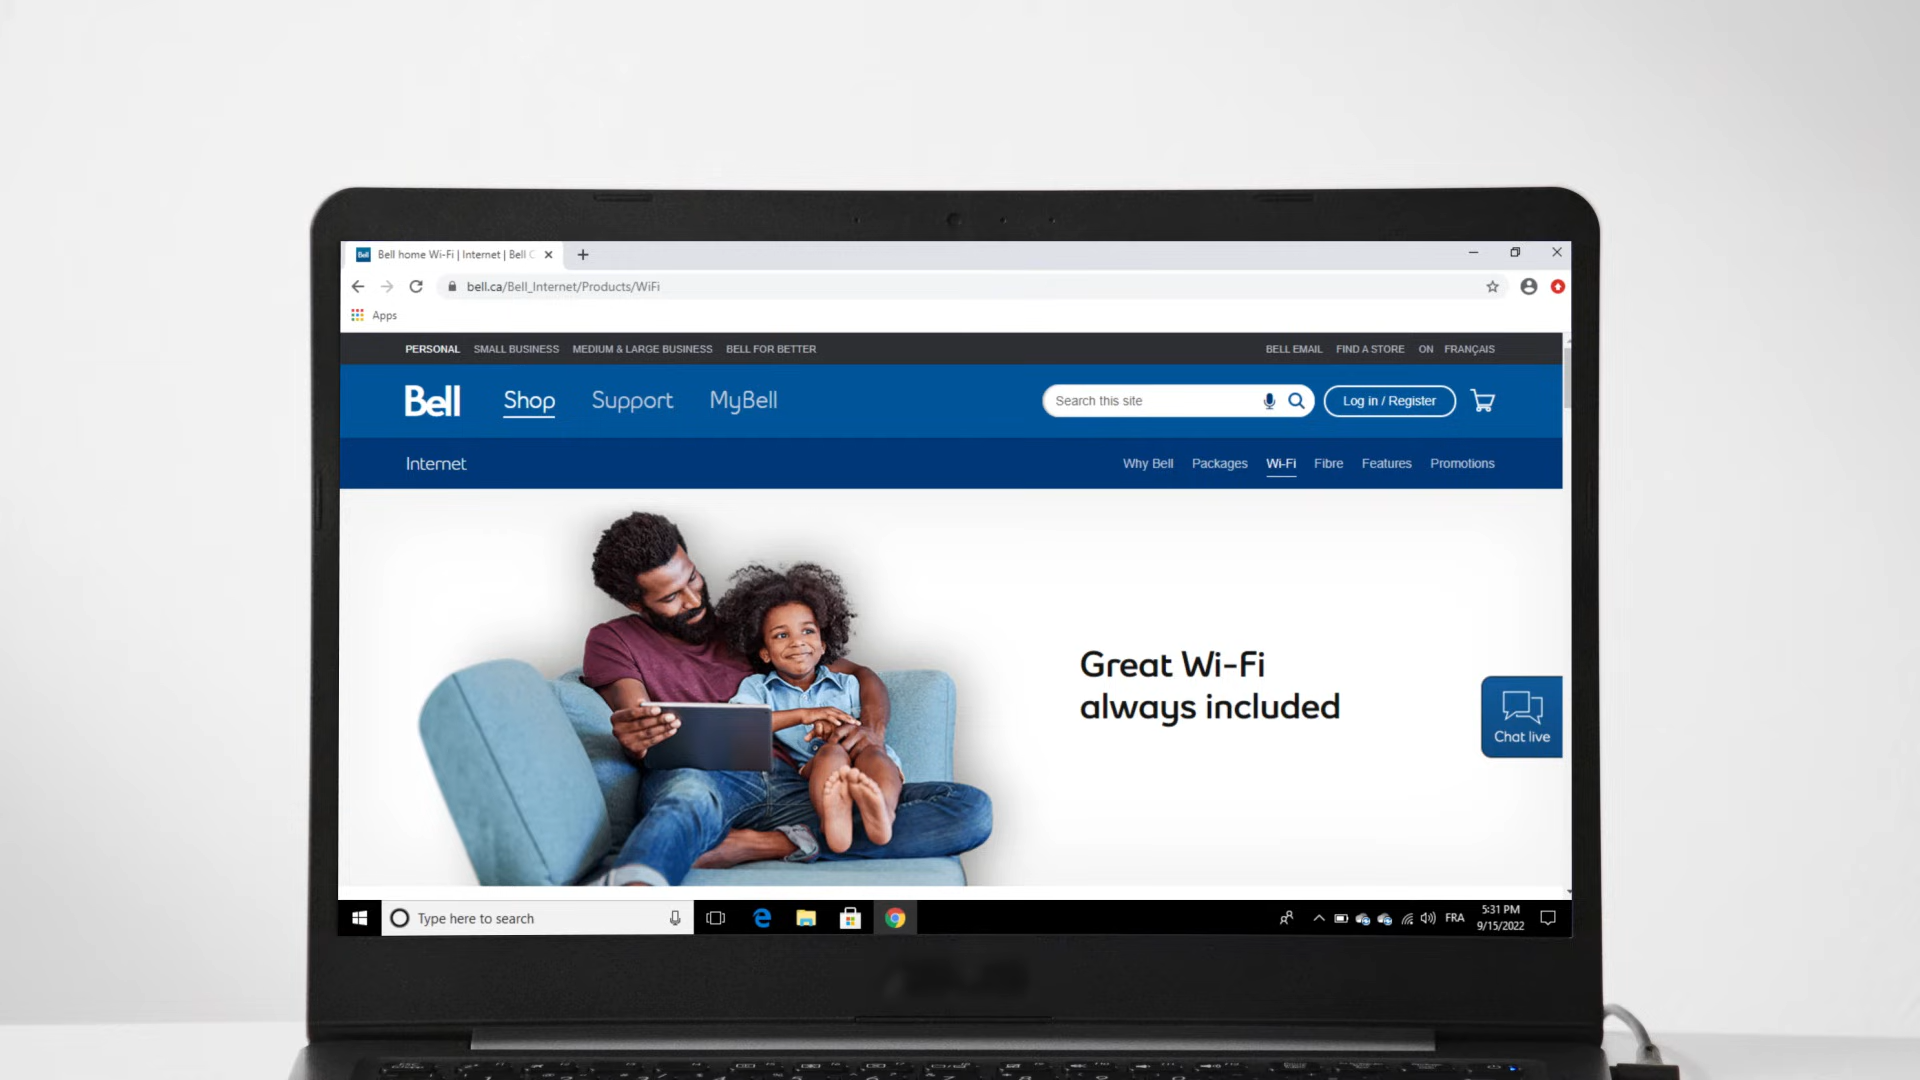 Bell home Wi-Fi | Internet | Bell C
bell.ca/Bell_Internet/Products/WiFi
Apps
PERSONAL SMALL BUSINESS MEDIUM & LARGE BUSINESS BELL FOR BETTER BELL EMAIL FIND A STORE ON FRANÇAIS
Bell Shop Support MyBell Search this site Log in / Register
Internet Why Bell Packages Wi-Fi Fibre Features Promotions
Great Wi-Fi
always included
Chat live
Type here to search FRA 5:31 PM
9/15/2022